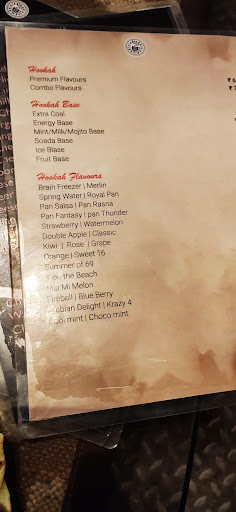 Hookah
Premium Flavours
Combo Flavours
Hookah Base
Extra Coal
Energy Base
Mint/Milk/Mojito Base
Soada Base
Ice Blase
Fruit Base
Hookah Flavours
Brain Freezer | Merlin
Spring Water | Royal Pan
Pan Salsa | Pan Rasna
Pan Fantasy | pan Thunder
Strawberry | Watermelon
Double Apple | Classic
Kiwi | Rose | Grape
Orange | Sweet 16
Summer of 69
on the Beach
Mi Melon
Fireball | Blue Berry
Arabian Delight | Krazy 4
mint | Choco mint